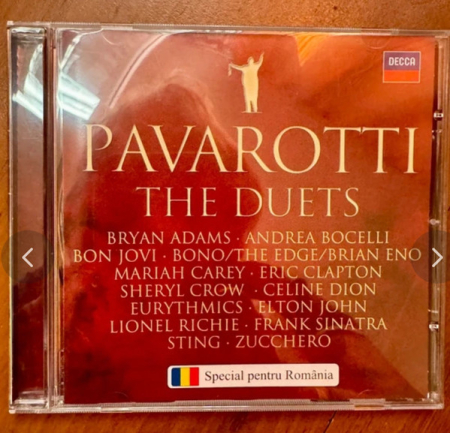 DECCA
PAVAROTTI
THE DUETS
BRYAN ADAMS · ANDREA BOCELLI
BON JOVI · BONO/THE EDGE/BRIAN ENO
MARIAH CAREY · ERIC CLAPTON
SHERYL CROW · CELINE DION
EURYTHMICS · ELTON JOHN
LIONEL RICHIE · FRANK SINATRA
STING · ZUCCHERO
Special pentru România